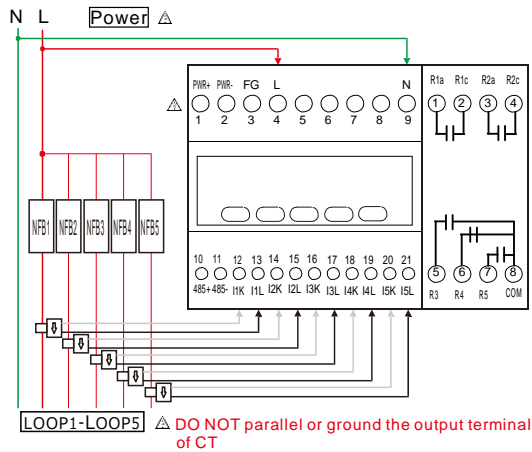 N L Power
PWR+ PWR- FG L N
1 2 3 4 5 6 7 8 9
R1a R1c R2a R2c
1 2 3 4
NFB1 NFB2 NFB3 NFB4 NFB5
10 11 12 13 14 15 16 17 18 19 20 21
485+ 485- I1K I1L I2K I2L I3K I3L I4K I4L I5K I5L
5 6 7 8
R3 R4 R5 COM
LOOP1-LOOP5
DO NOT parallel or ground the output terminal
of CT